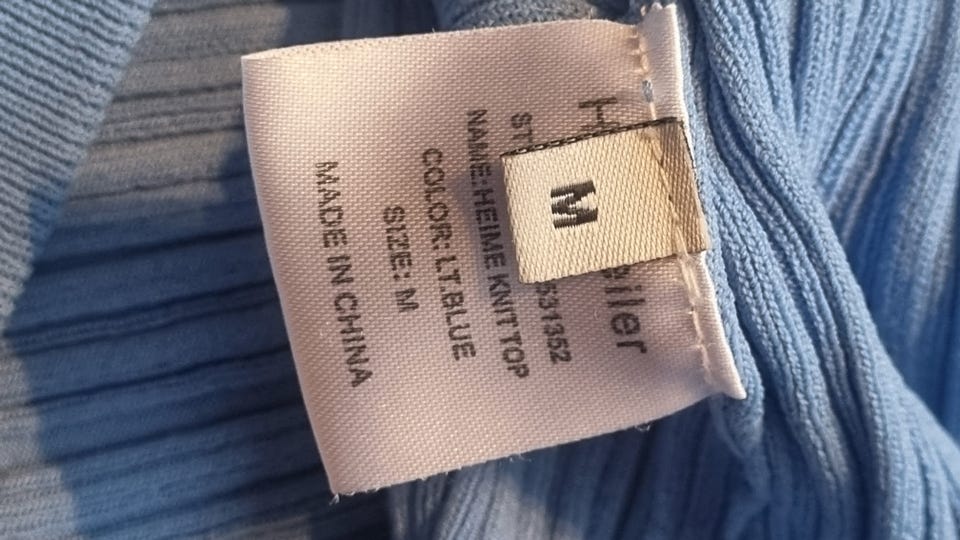 M
NAME:HEIME KNIT TOP
COLOR: LT.BLUE
SIZE: M
MADE IN CHINA